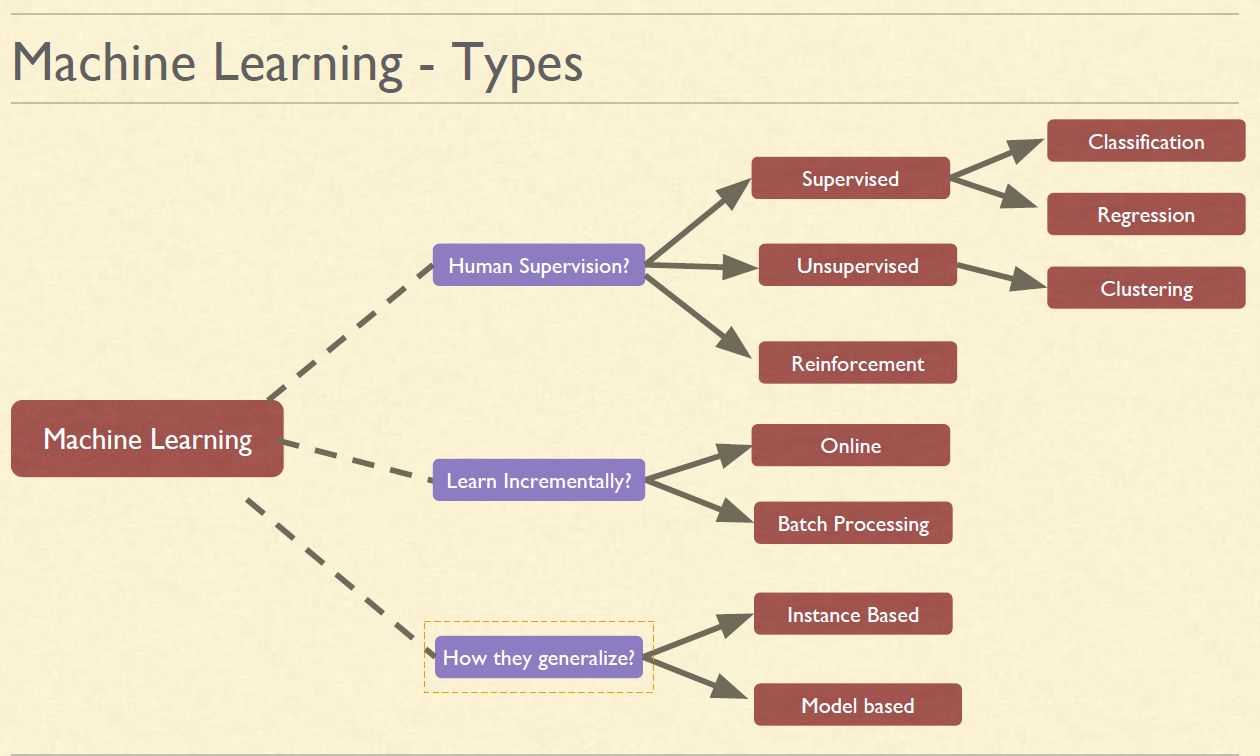 Machine Learning - Types
Classification
Supervised
Regression
Human Supervision?
Unsupervised
Clustering
Reinforcement
Machine Learning
Online
Learn Incrementally?
Batch Processing
Instance Based
How they generalize?
Model based